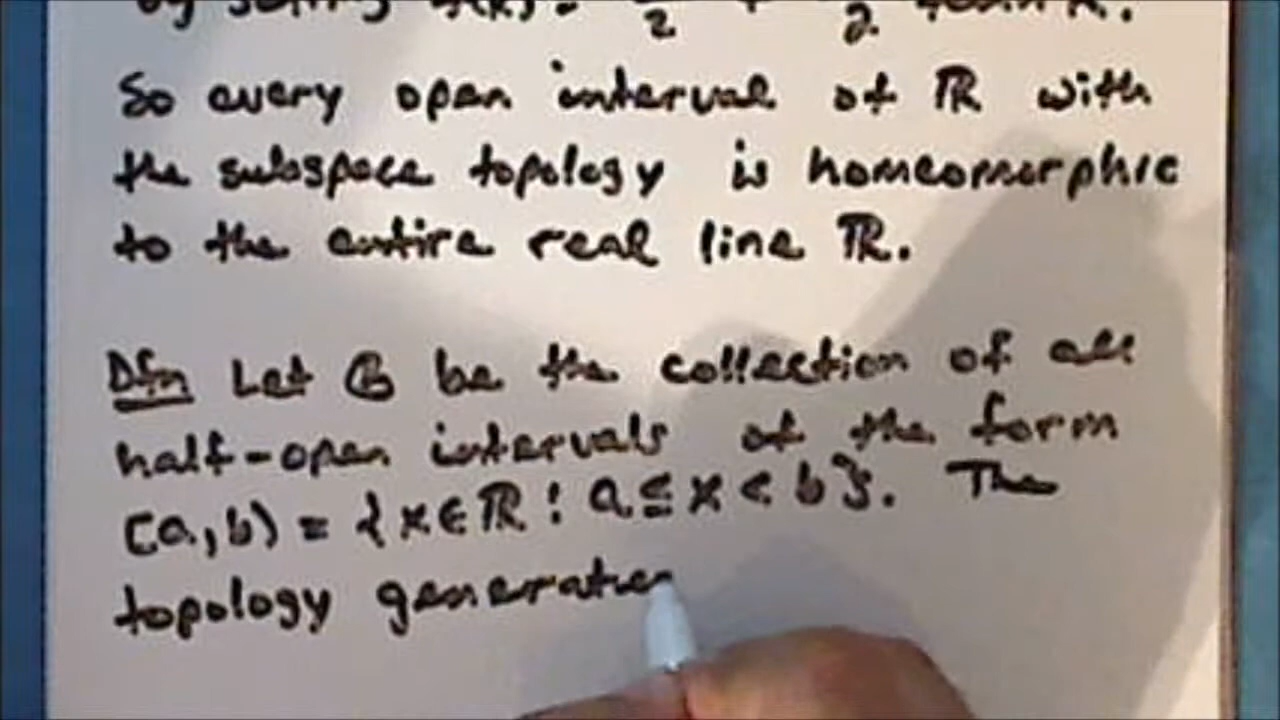 So every open interval of ℝ with
the subspace topology is homeomorphic
to the entire real line ℝ.
Dfn Let B be the collection of all
half-open intervals of the form
[a,b) = {x∈ℝ : a ≤ x < b}. The
topology generate